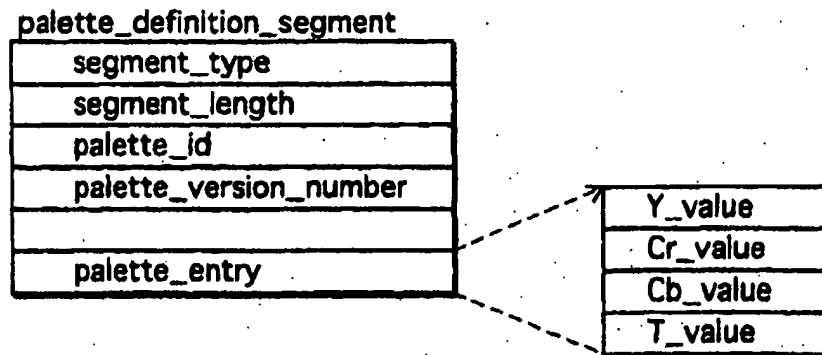 palette_definition_segment
segment_type
segment_length
palette_id
palette_version_number
palette_entry
Y_value
Cr_value
Cb_value
T_value